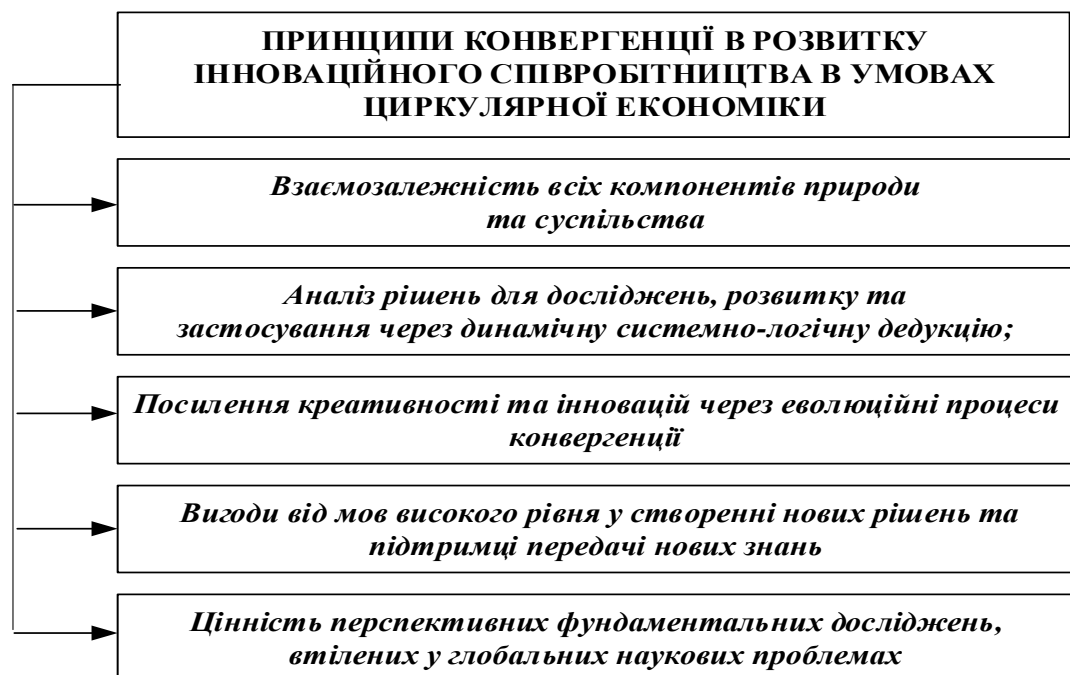 ПРИНЦИПИ КОНВЕРГЕНЦІЇ В РОЗВИТКУ
ІННОВАЦІЙНОГО СПІВРОБІТНИЦТВА В УМОВАХ
ЦИРКУЛЯРНОЇ ЕКОНОМІКИ
Взаємозалежність всіх компонентів природи
та суспільства
Аналіз рішень для досліджень, розвитку та
застосування через динамічну системно-логічну дедукцію;
Посилення креативності та інновацій через еволюційні процеси
конвергенції
Вигоди від мов високого рівня у створенні нових рішень та
підтримці передачі нових знань
Цінність перспективних фундаментальних досліджень,
втілених у глобальних наукових проблемах